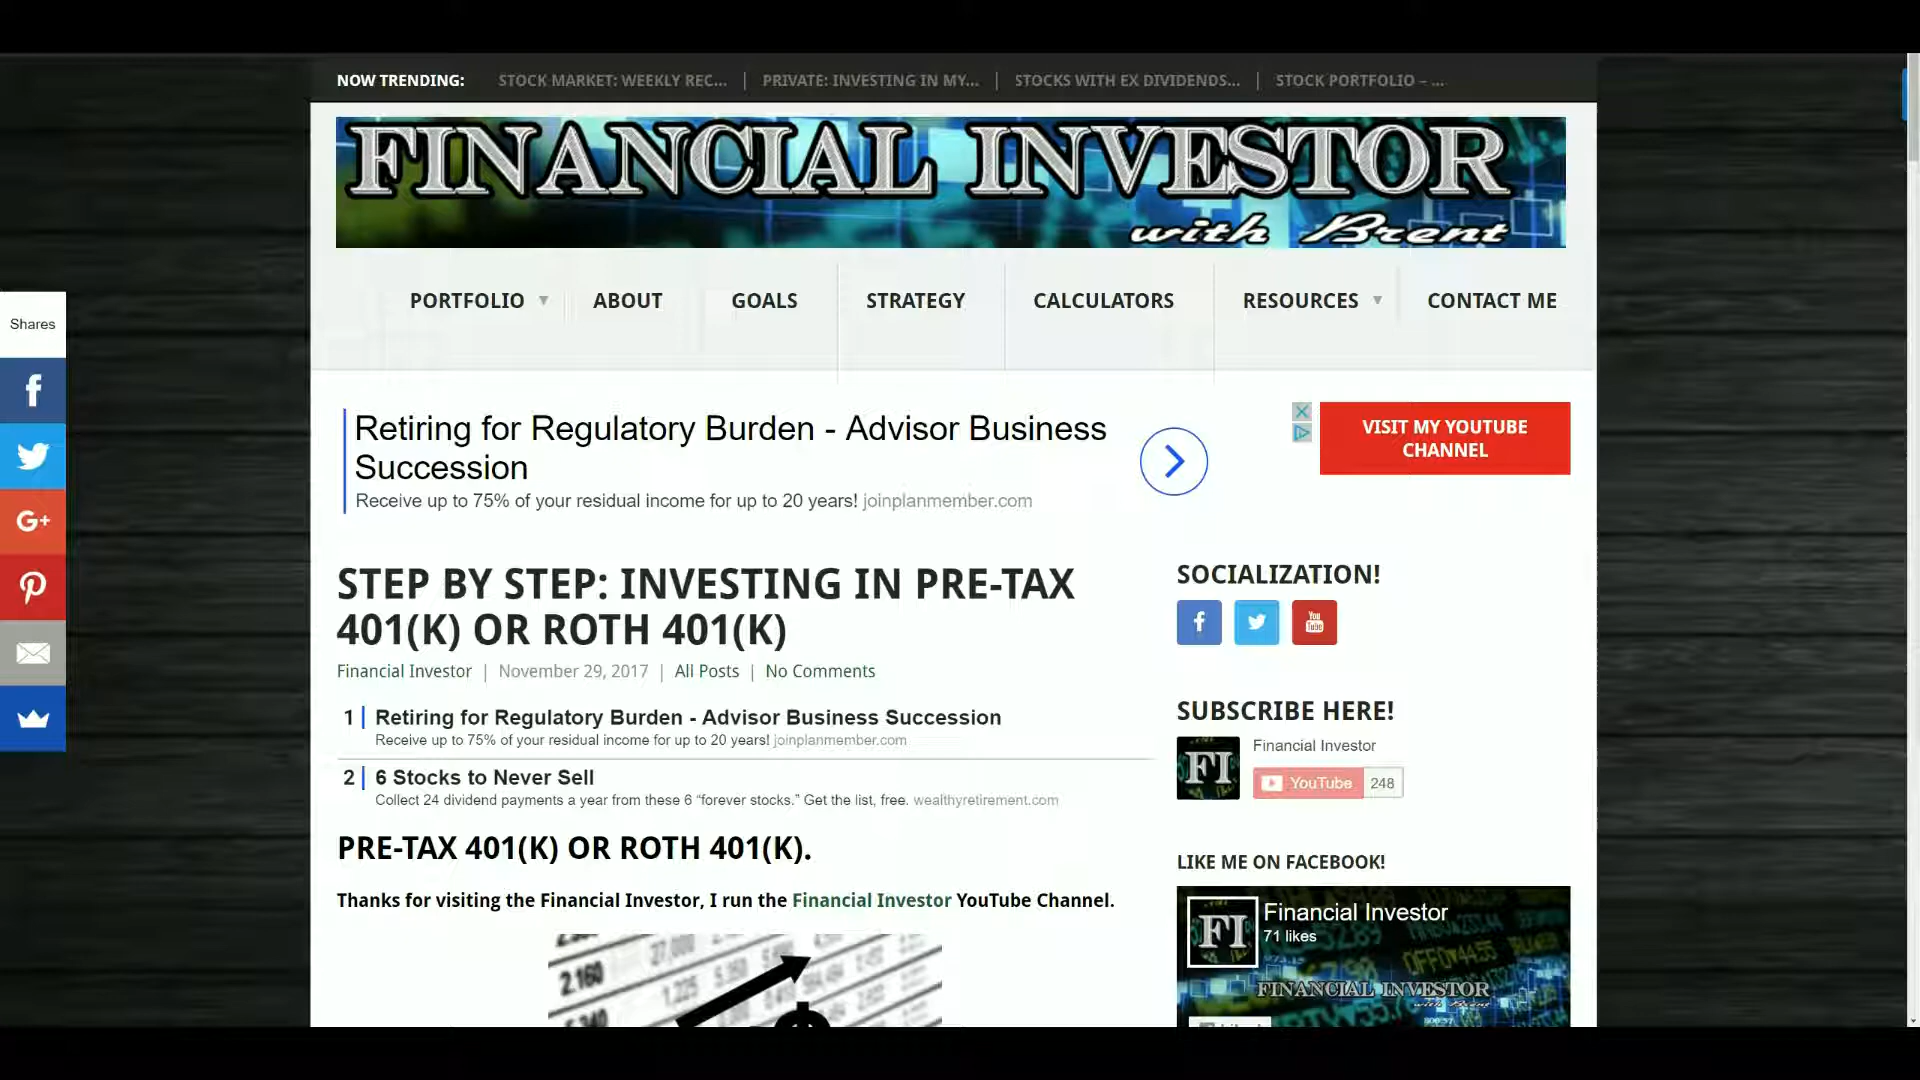 NOW TRENDING: STOCK MARKET: WEEKLY REC... | PRIVATE: INVESTING IN MY... | STOCKS WITH EX DIVIDENDS... | STOCK PORTFOLIO – ...
FINANCIAL INVESTOR
with Brent
PORTFOLIO ABOUT GOALS STRATEGY CALCULATORS RESOURCES CONTACT ME
Shares
Retiring for Regulatory Burden - Advisor Business
Succession
Receive up to 75% of your residual income for up to 20 years! joinplanmember.com
VISIT MY YOUTUBE
CHANNEL
STEP BY STEP: INVESTING IN PRE-TAX
401(K) OR ROTH 401(K)
Financial Investor | November 29, 2017 | All Posts | No Comments
1 Retiring for Regulatory Burden - Advisor Business Succession
Receive up to 75% of your residual income for up to 20 years! joinplanmember.com
2 6 Stocks to Never Sell
Collect 24 dividend payments a year from these 6 “forever stocks.” Get the list, free. wealthyretirement.com
PRE-TAX 401(K) OR ROTH 401(K).
Thanks for visiting the Financial Investor, I run the Financial Investor YouTube Channel.
2.160
1.225
SOCIALIZATION!
You
Tube
SUBSCRIBE HERE!
FI
Financial Investor
YouTube 248
LIKE ME ON FACEBOOK!
FI
Financial Investor
71 likes
FINANCIAL INVESTOR
with Brent